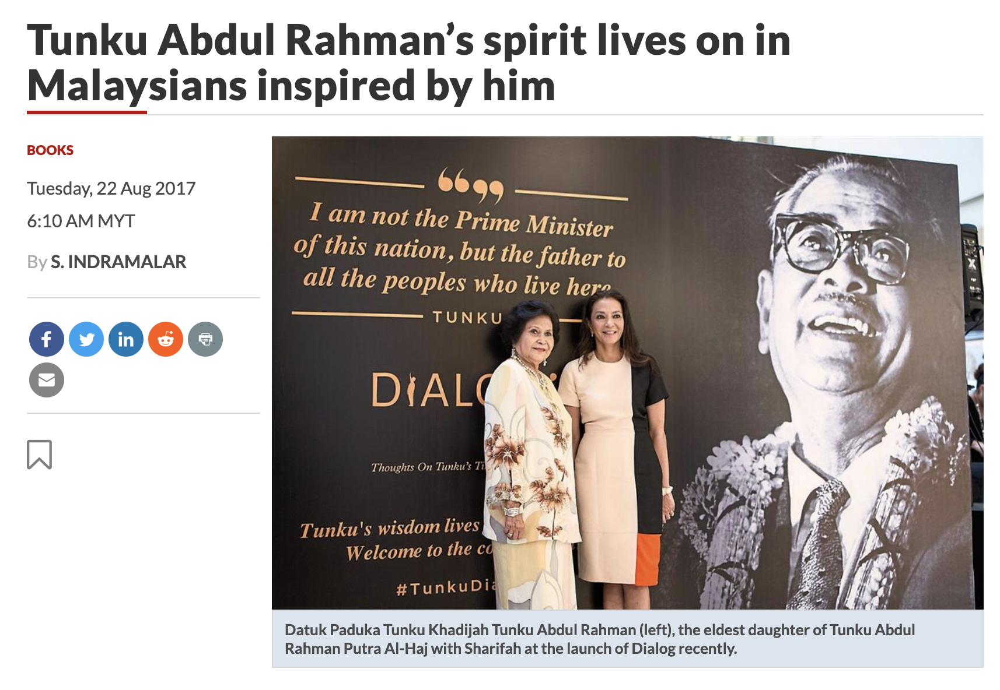 Tunku Abdul Rahman’s spirit lives on in
Malaysians inspired by him
BOOKS
Tuesday, 22 Aug 2017
6:10 AM MYT
By S. INDRAMALAR
“”
I am not the Prime Minister
of this nation, but the father to
all the peoples who live here
TUNKU
DIALO
Thoughts On Tunku's Ti
Tunku's wisdom lives
Welcome to the co
#TunkuDia
Datuk Paduka Tunku Khadijah Tunku Abdul Rahman (left), the eldest daughter of Tunku Abdul
Rahman Putra Al-Haj with Sharifah at the launch of Dialog recently.